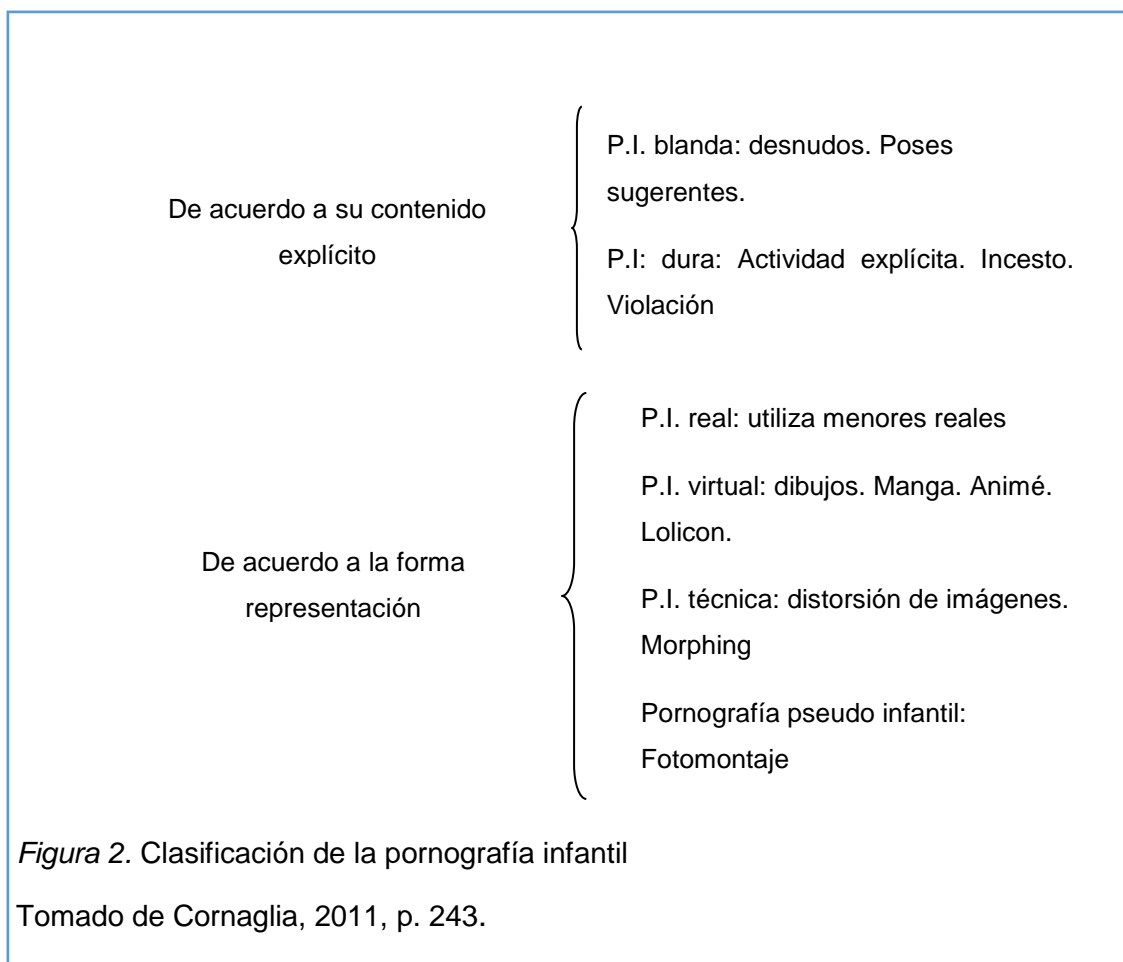 De acuerdo a su contenido
explícito
P.I. blanda: desnudos. Poses
sugerentes.
P.I: dura: Actividad explícita. Incesto.
Violación
De acuerdo a la forma
representación
P.I. real: utiliza menores reales
P.I. virtual: dibujos. Manga. Animé.
Lolicon.
P.I. técnica: distorsión de imágenes.
Morphing
Pornografía pseudo infantil:
Fotomontaje
Figura 2. Clasificación de la pornografía infantil
Tomado de Cornaglia, 2011, p. 243.